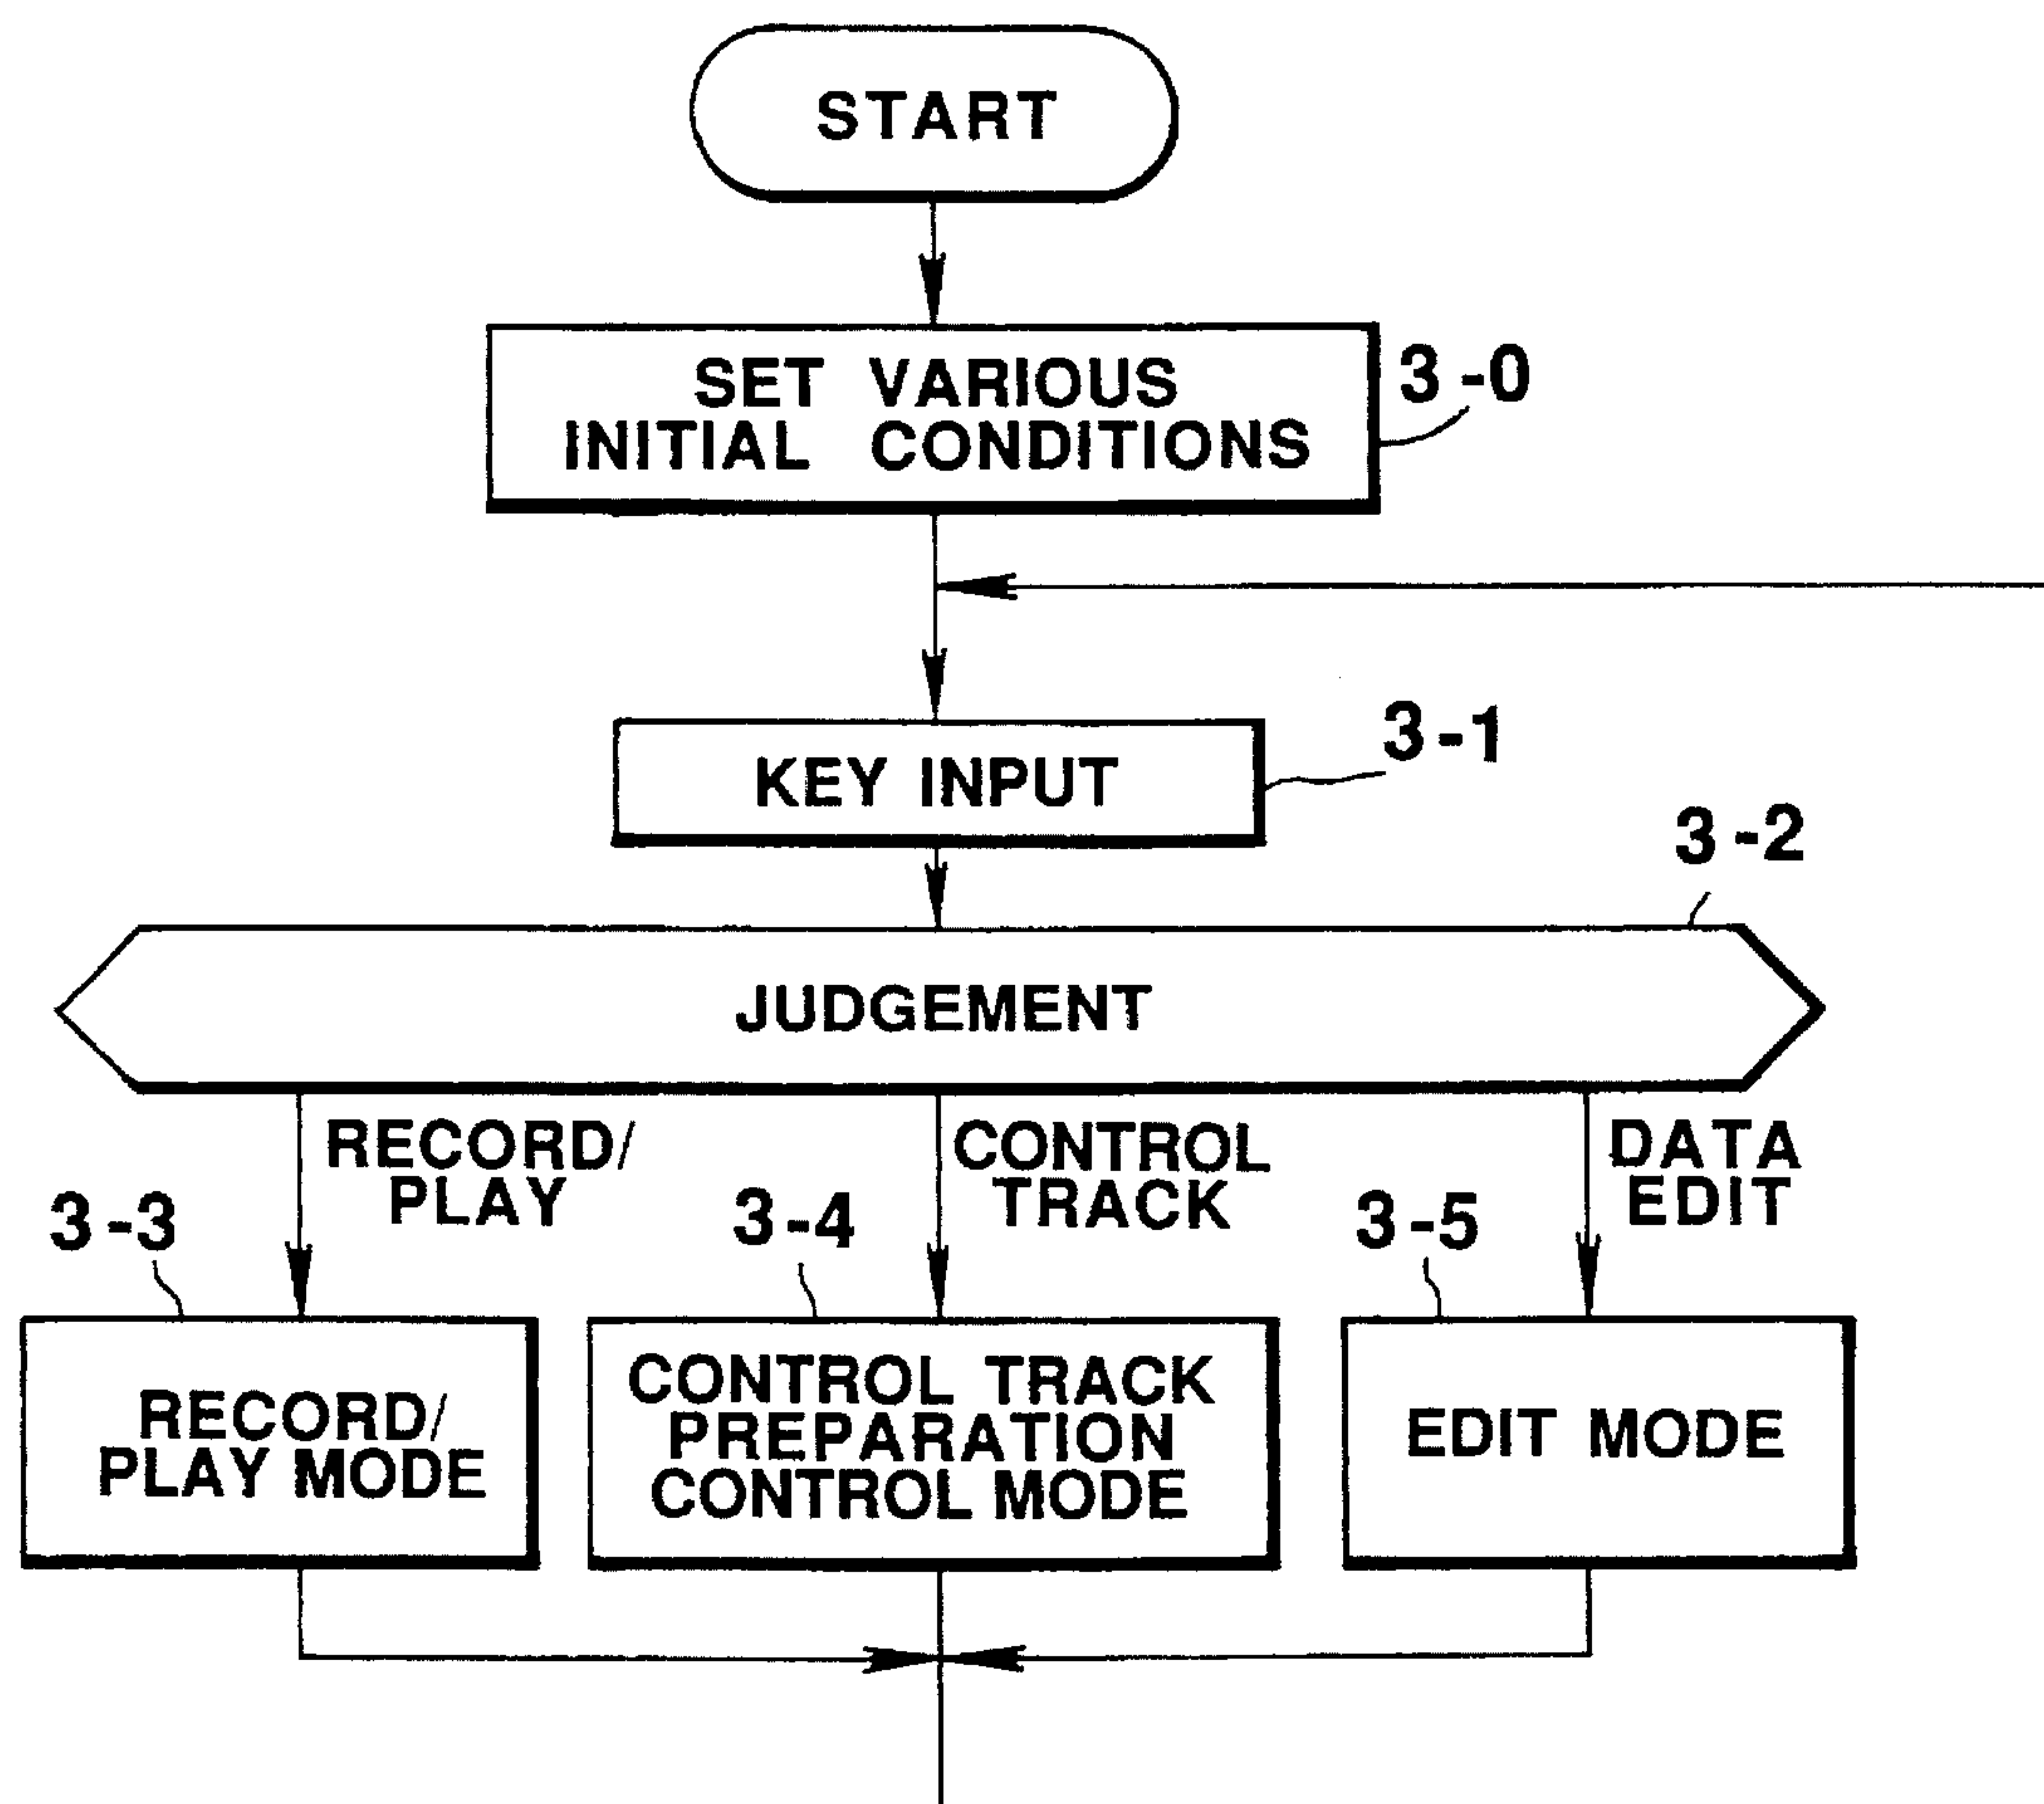 START
SET VARIOUS
INITIAL CONDITIONS
3-0
KEY INPUT
3-1
3-2
JUDGEMENT
RECORD/
PLAY
CONTROL
TRACK
DATA
EDIT
3-3
3-4
3-5
RECORD/
PLAY MODE
CONTROL TRACK
PREPARATION
CONTROL MODE
EDIT MODE